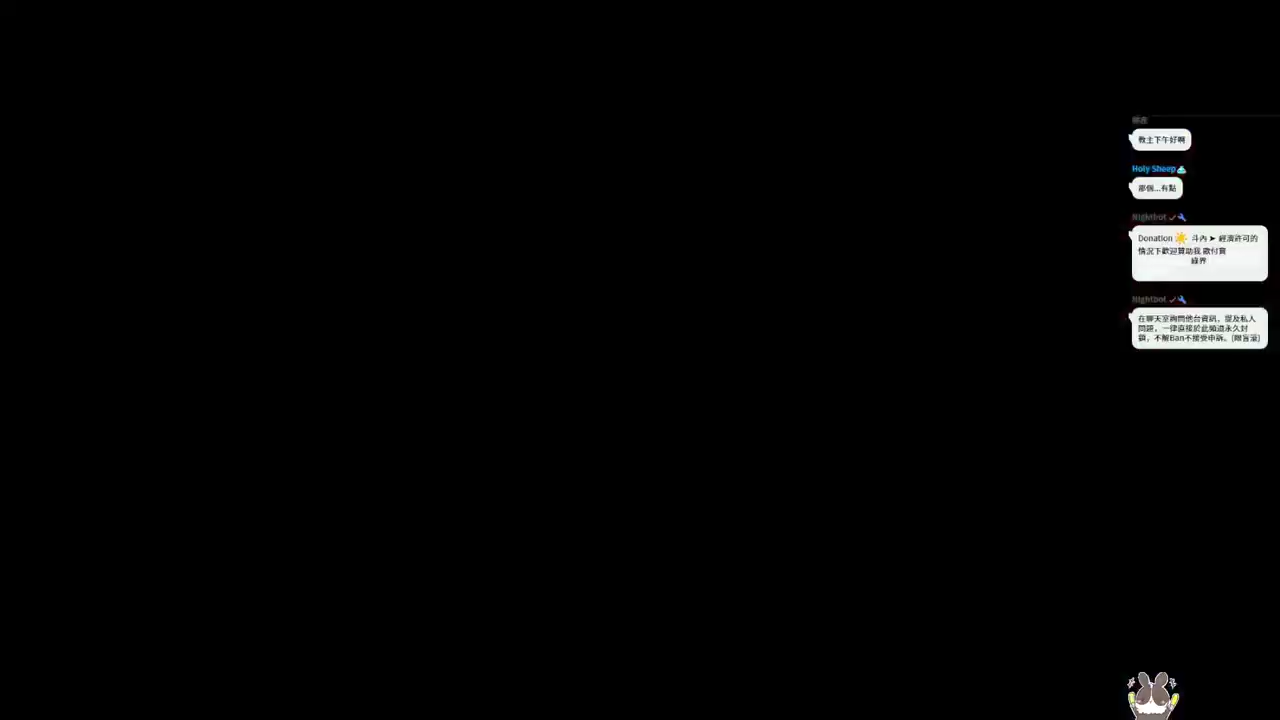 教主下午好啊
Holy Sheep
那個...有點
Nightbot
Donation ☀️ 斗內 ➤ 經濟許可的
情況下歡迎贊助我 歐付寶
綠界
Nightbot
在聊天室詢問他台資訊，提及私人
問題，一律直接於此頻道永久封
鎖，不解Ban不接受申訴。